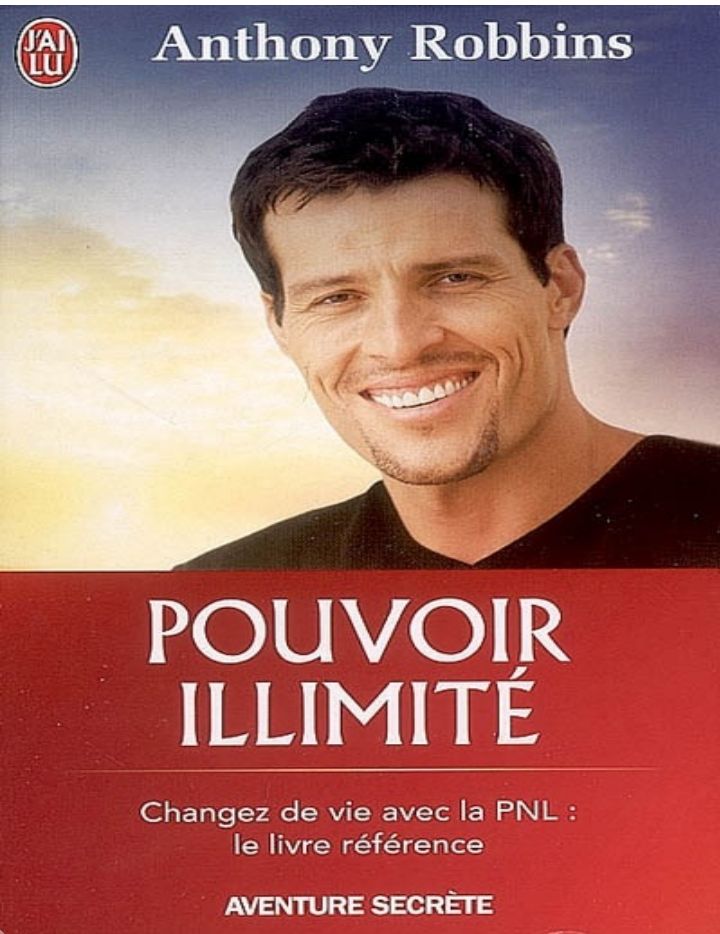 J'AI
LU
Anthony Robbins
POUVOIR
ILLIMITÉ
Changez de vie avec la PNL :
le livre référence
AVENTURE SECRÈTE